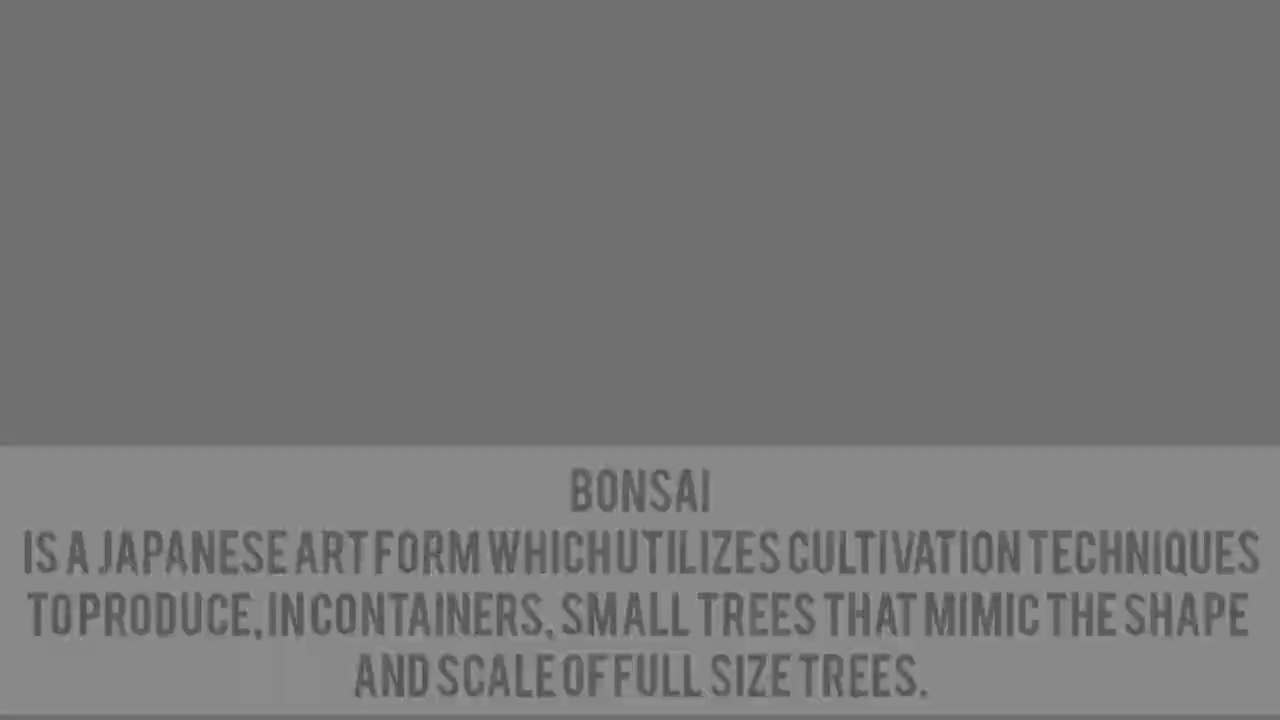 BONSAI
IS A JAPANESE ART FORM WHICH UTILIZES CULTIVATION TECHNIQUES
TO PRODUCE, IN CONTAINERS, SMALL TREES THAT MIMIC THE SHAPE
AND SCALE OF FULL SIZE TREES.